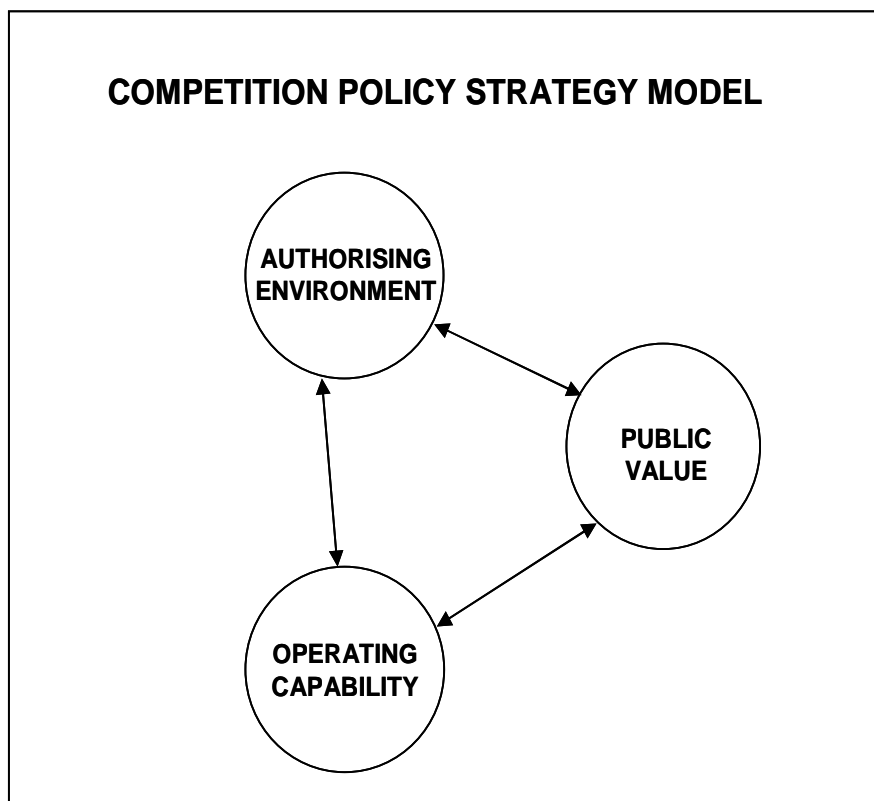 COMPETITION POLICY STRATEGY MODEL
AUTHORISING
ENVIRONMENT
PUBLIC
VALUE
OPERATING
CAPABILITY